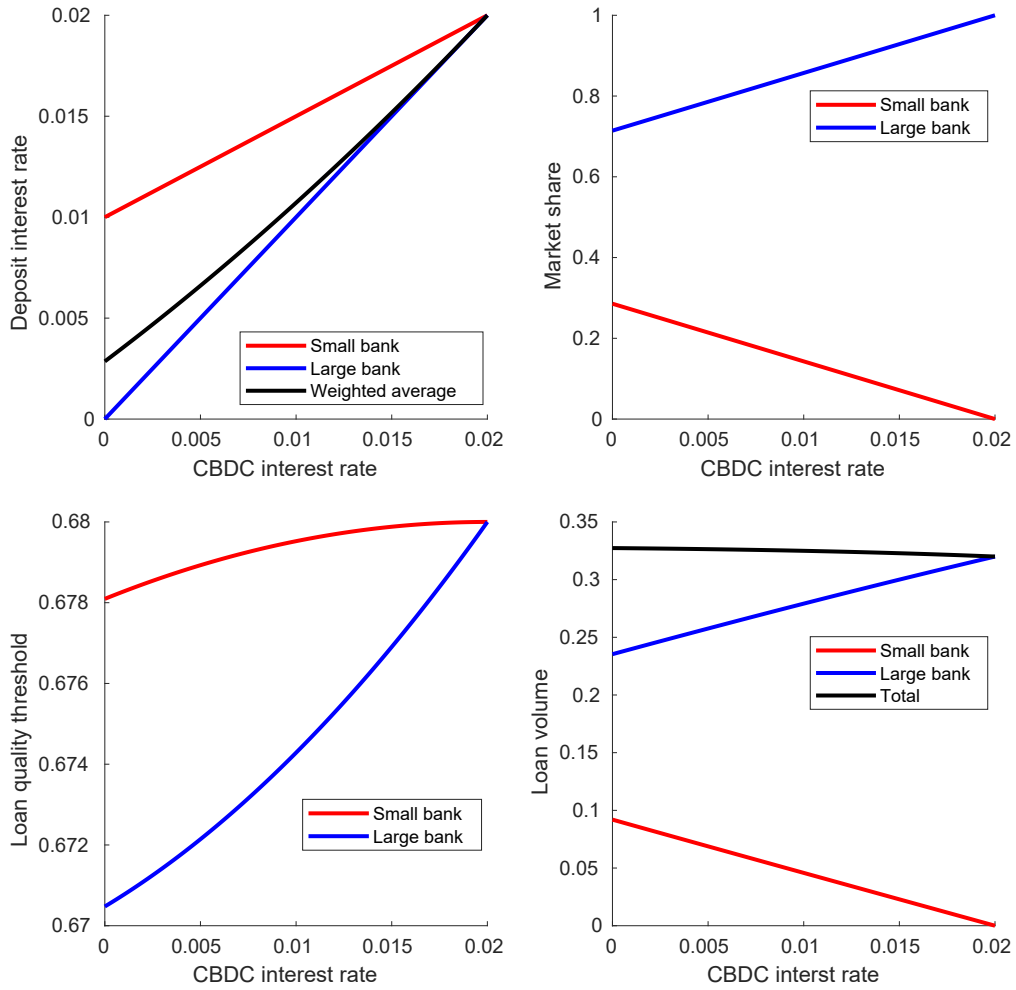 Deposit interest rate
0.02
0.015
0.01
0.005
0
Small bank
Large bank
Weighted average
0 0.005 0.01 0.015 0.02
CBDC interest rate
Market share
1
0.8
0.6
0.4
0.2
0
Small bank
Large bank
0 0.005 0.01 0.015 0.02
CBDC interest rate
Loan quality threshold
0.68
0.678
0.676
0.674
0.672
0.67
Small bank
Large bank
0 0.005 0.01 0.015 0.02
CBDC interest rate
Loan volume
0.35
0.3
0.25
0.2
0.15
0.1
0.05
0
Small bank
Large bank
Total
0 0.005 0.01 0.015 0.02
CBDC interst rate